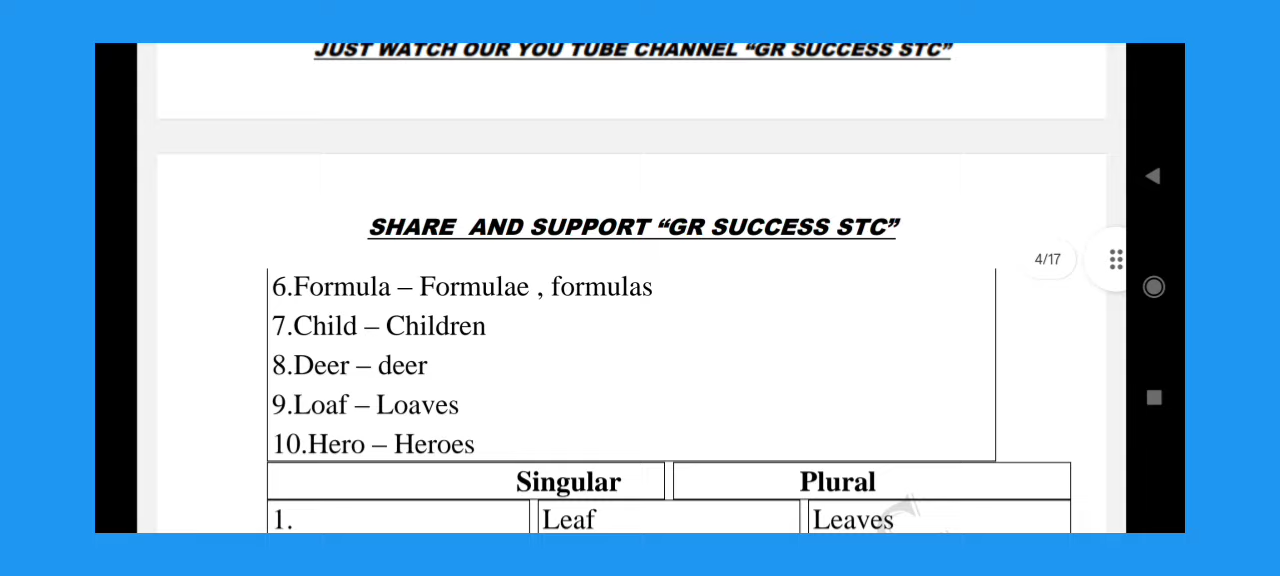 JUST WATCH OUR YOU TUBE CHANNEL “GR SUCCESS STC”
SHARE AND SUPPORT “GR SUCCESS STC”
4/17
6.Formula – Formulae , formulas
7.Child – Children
8.Deer – deer
9.Loaf – Loaves
10.Hero – Heroes
Singular Plural
1. Leaf Leaves